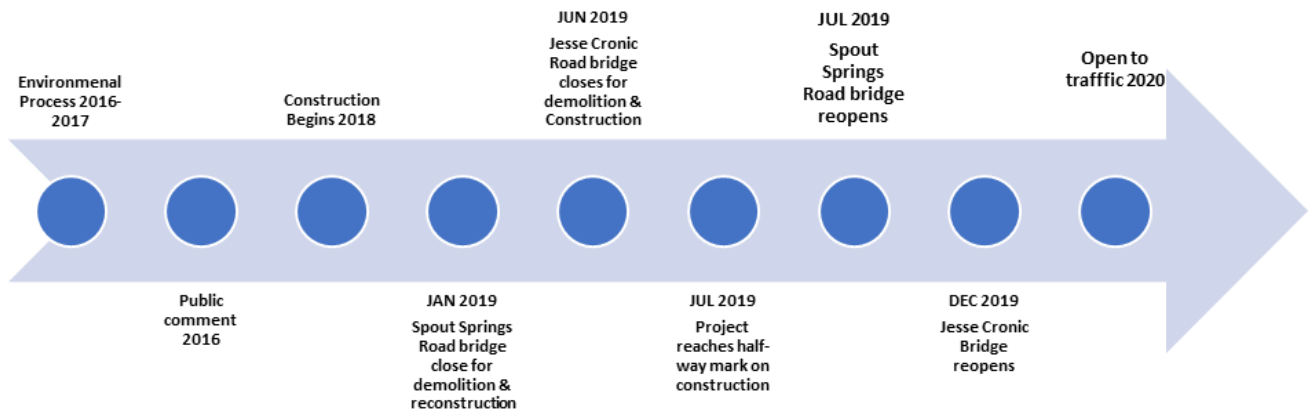 Environmenal
Process 2016-
2017
Public
comment
2016
Construction
Begins 2018
JAN 2019
Spout Springs
Road bridge
close for
demolition &
reconstruction
JUN 2019
Jesse Cronic
Road bridge
closes for
demolition &
Construction
JUL 2019
Project
reaches half-
way mark on
construction
JUL 2019
Spout
Springs
Road bridge
reopens
DEC 2019
Jesse Cronic
Bridge
reopens
Open to
trafffic 2020